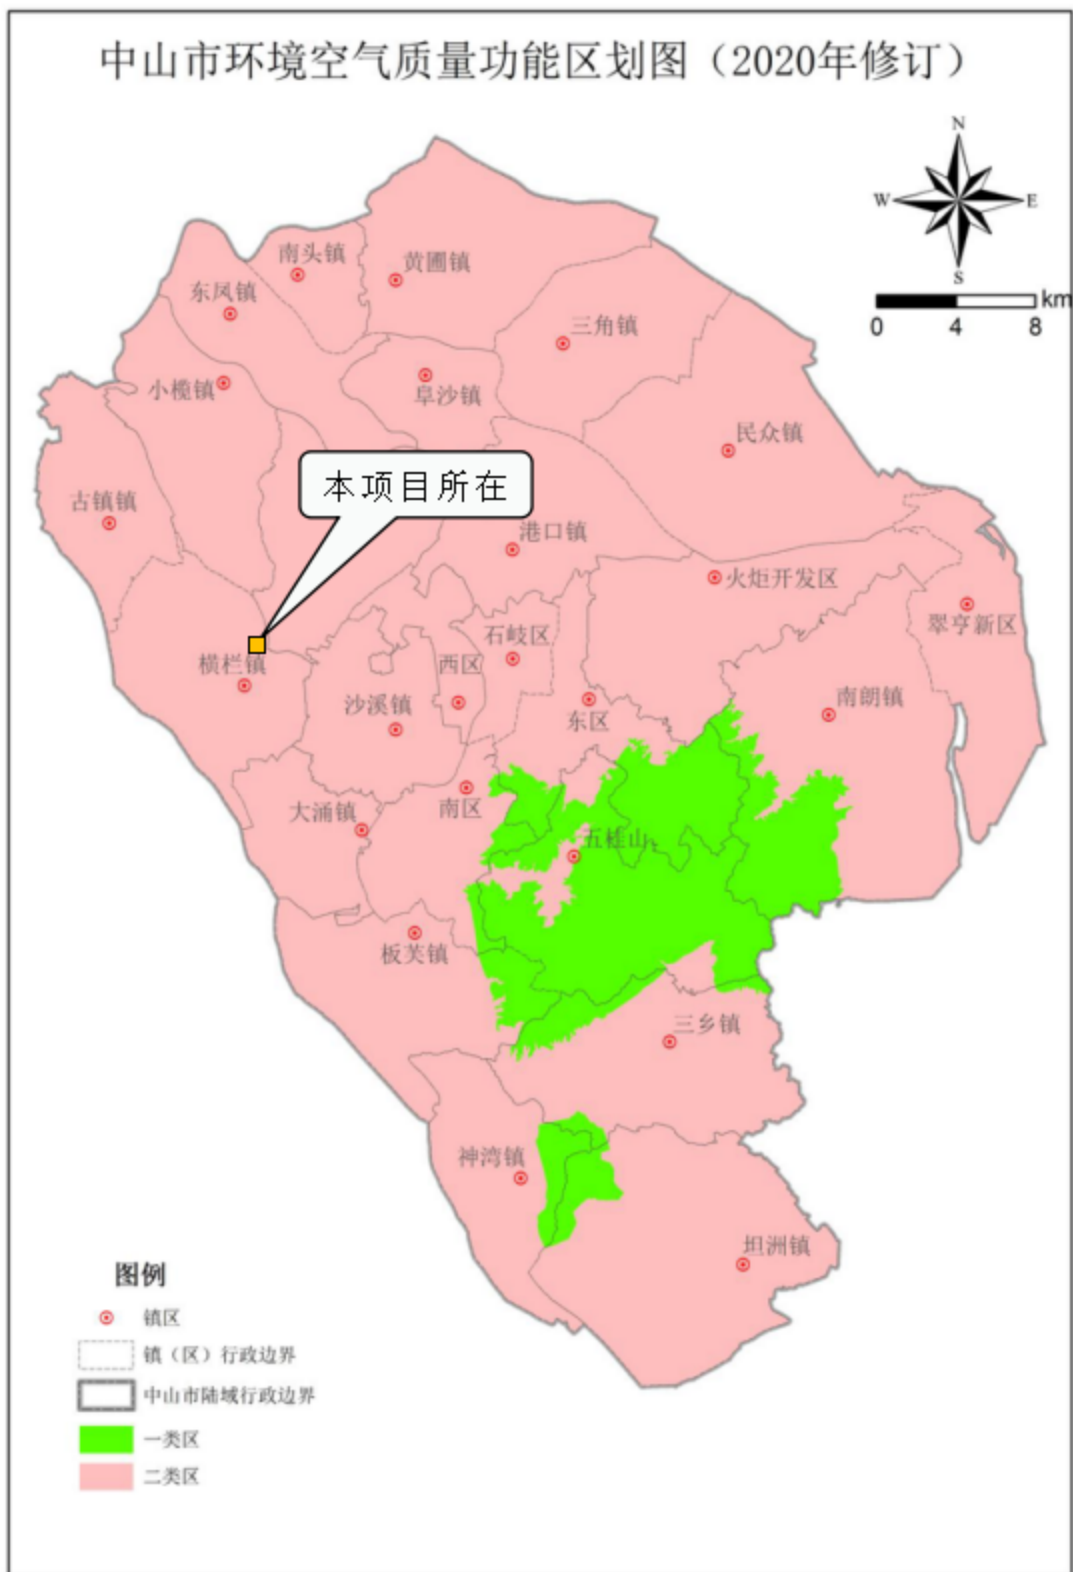 中山市环境空气质量功能区划图（2020年修订）
N
W
E
S
km
0 4 8
南头镇
黄圃镇
东凤镇
三角镇
小榄镇
阜沙镇
民众镇
本项目所在
古镇镇
港口镇
火炬开发区
翠亨新区
石岐区
横栏镇
西区
沙溪镇
东区
南朗镇
大涌镇
南区
五桂山
板芙镇
三乡镇
神湾镇
坦洲镇
图例
镇区
镇（区）行政边界
中山市陆域行政边界
一类区
二类区